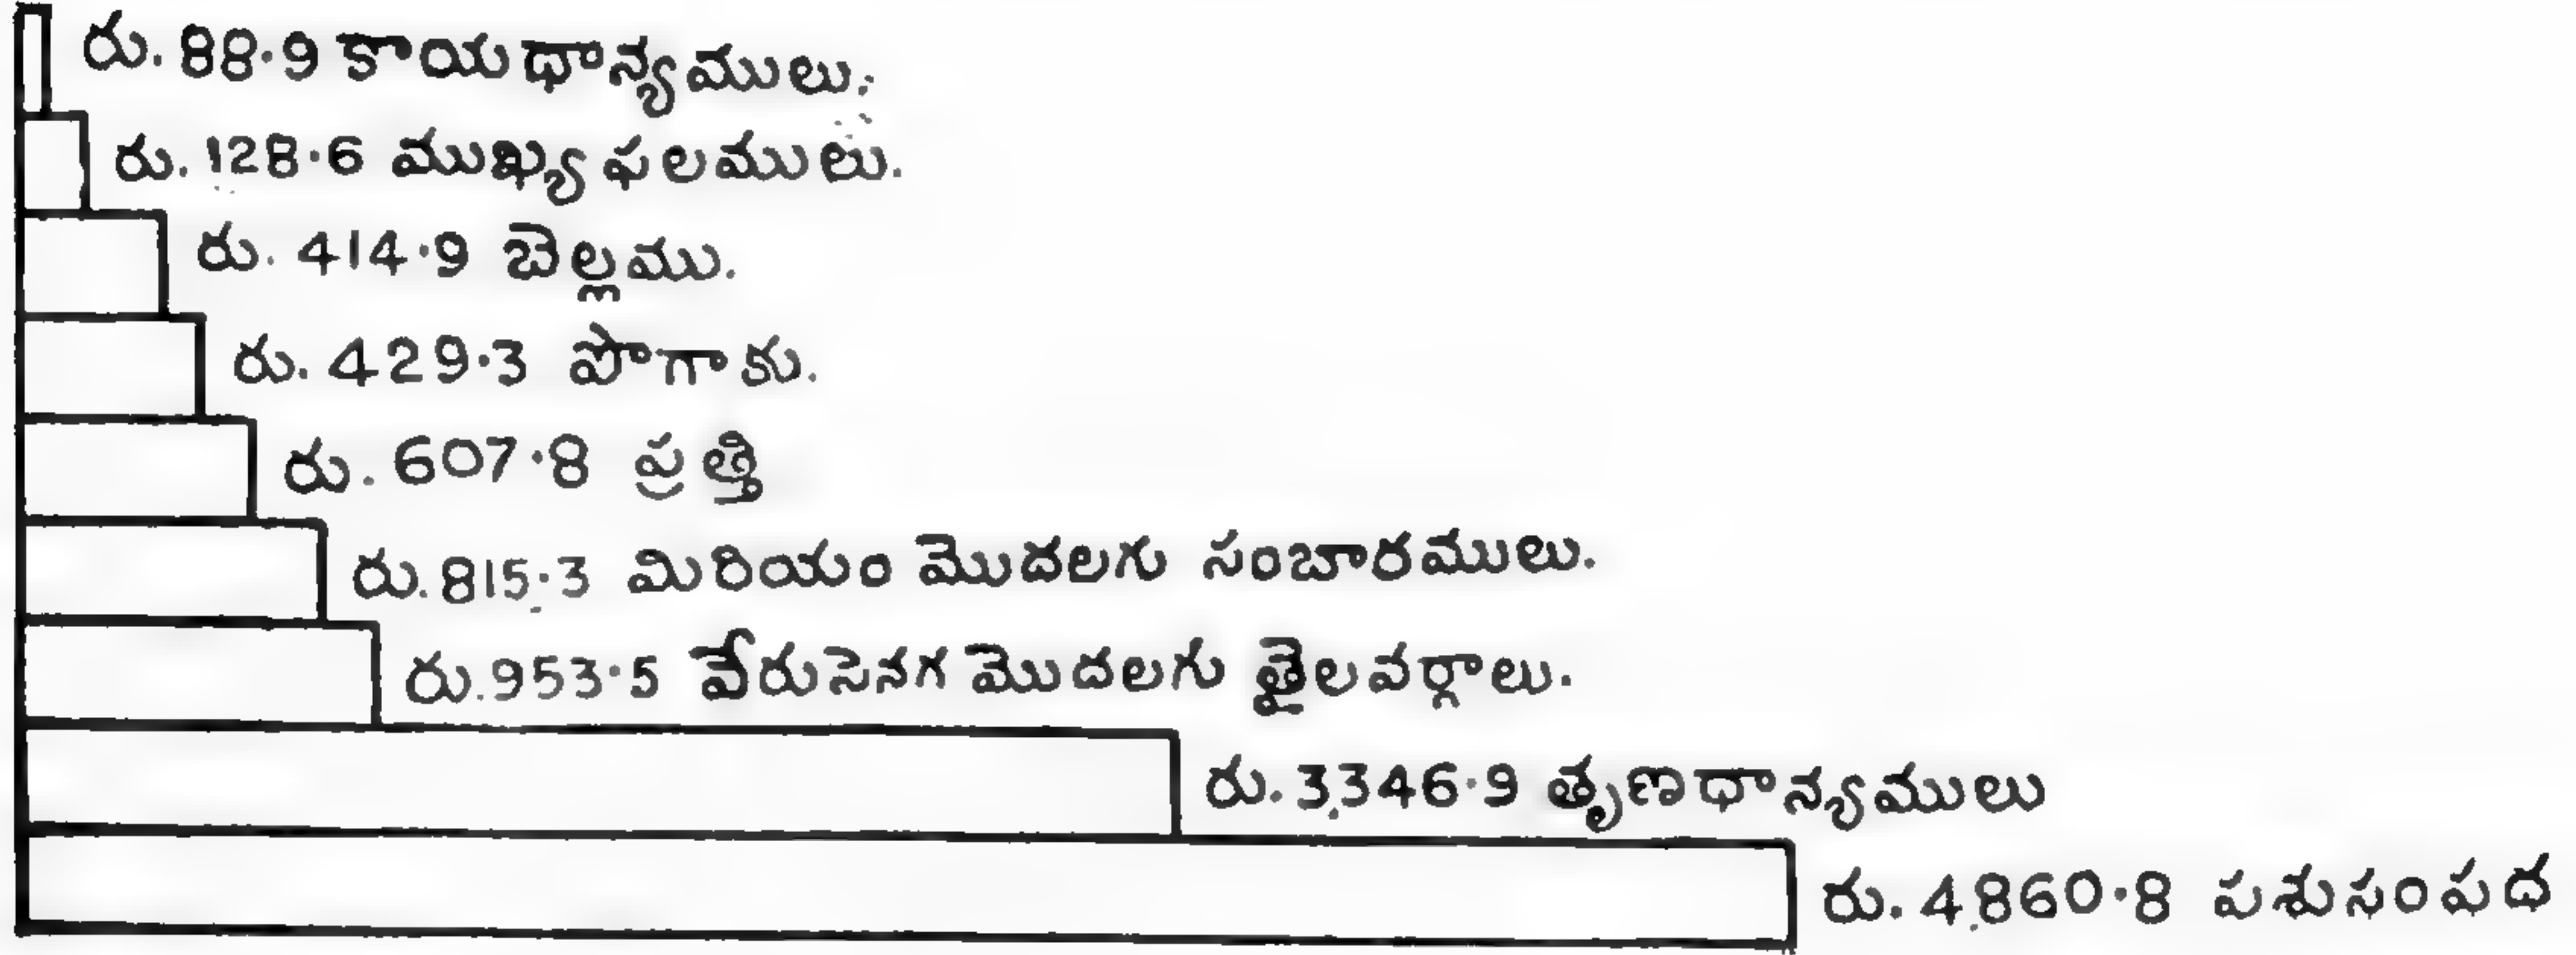 రు. 88·9 కాయధాన్యములు.
రు. 128·6 ముఖ్య ఫలములు.
రు. 414·9 బెల్లము.
రు. 429·3 పొగాకు.
రు. 607·8 ప్రత్తి
రు. 815·3 మిరియం మొదలగు సంబారములు.
రు. 953·5 వేరుసెనగ మొదలగు తైలవర్గాలు.
రు. 3,346·9 తృణధాన్యములు
రు. 4,860·8 పశుసంపద